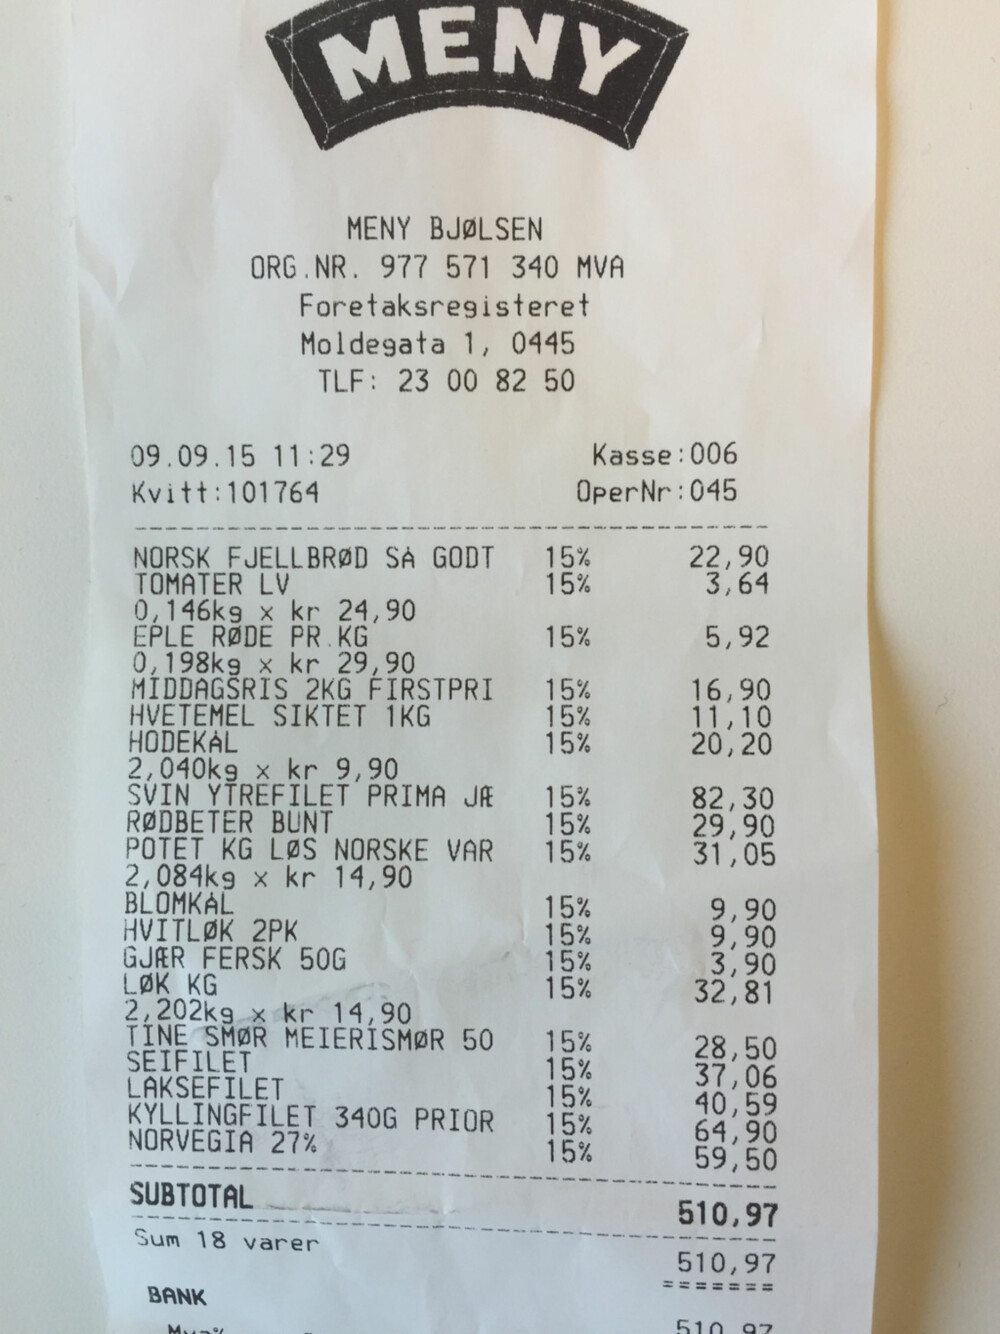 MENY
MENY BJØLSEN
ORG.NR. 977 571 340 MVA
Foretaksregisteret
Moldegata 1, 0445
TLF: 23 00 82 50
09.09.15 11:29 Kasse:006
Kvitt:101764 OperNr:045
NORSK FJELLBRØD SÅ GODT 15% 22,90
TOMATER LV 15% 3,64
0,146kg x kr 24,90
EPLE RØDE PR.KG 15% 5,92
0,198kg x kr 29,90
MIDDAGSRIS 2KG FIRSTPRI 15% 16,90
HVETEMEL SIKTET 1KG 15% 11,10
HODEKÅL 15% 20,20
2,040kg x kr 9,90
SVIN YTREFILET PRIMA JÆ 15% 82,30
RØDBETER BUNT 15% 29,90
POTET KG LØS NORSKE VAR 15% 31,05
2,084kg x kr 14,90
BLOMKÅL 15% 9,90
HVITLØK 2PK 15% 9,90
GJÆR FERSK 50G 15% 3,90
LØK KG 15% 32,81
2,202kg x kr 14,90
TINE SMØR MEIERISMØR 50 15% 28,50
SEIFILET 15% 37,06
LAKSEFILET 15% 40,59
KYLLINGFILET 340G PRIOR 15% 64,90
NORVEGIA 27% 15% 59,50
SUBTOTAL 510,97
Sum 18 varer 510,97
=======
BANK 510,97
Mva%